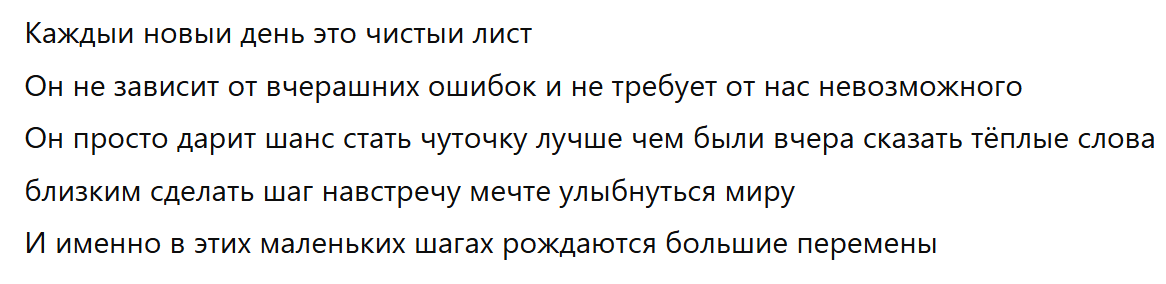 Каждыи новыи день это чистыи лист
Он не зависит от вчерашних ошибок и не требует от нас невозможного
Он просто дарит шанс стать чуточку лучше чем были вчера сказать тёплые слова
близким сделать шаг навстречу мечте улыбнуться миру
И именно в этих маленьких шагах рождаются большие перемены